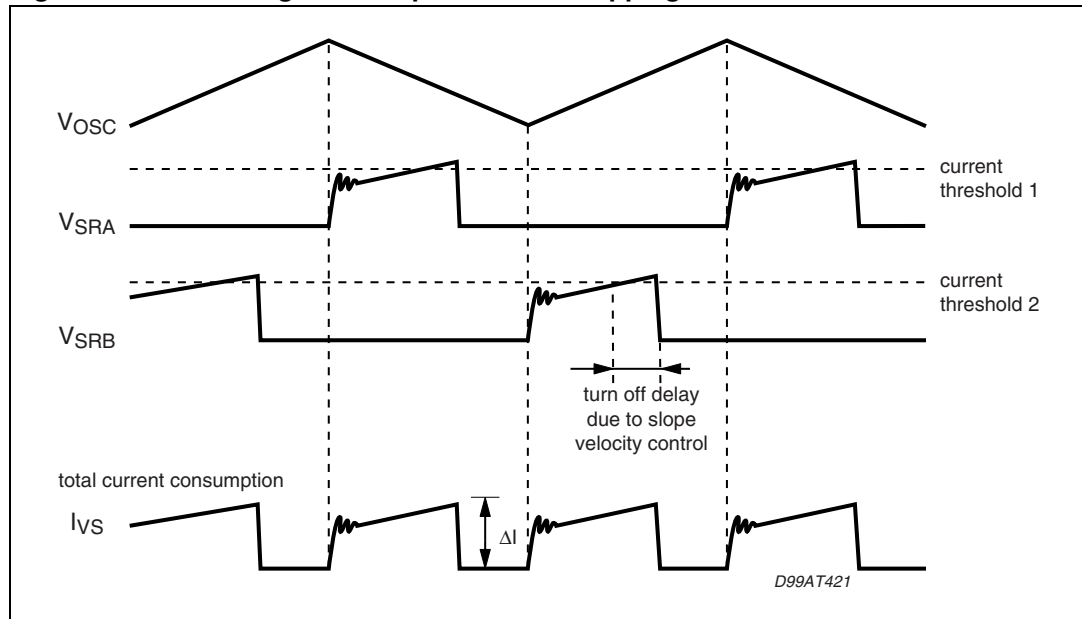 VOSC
current
threshold 1
VSRA
current
threshold 2
VSRB
turn off delay
due to slope
velocity control
total current consumption
IVS
ΔI
D99AT421